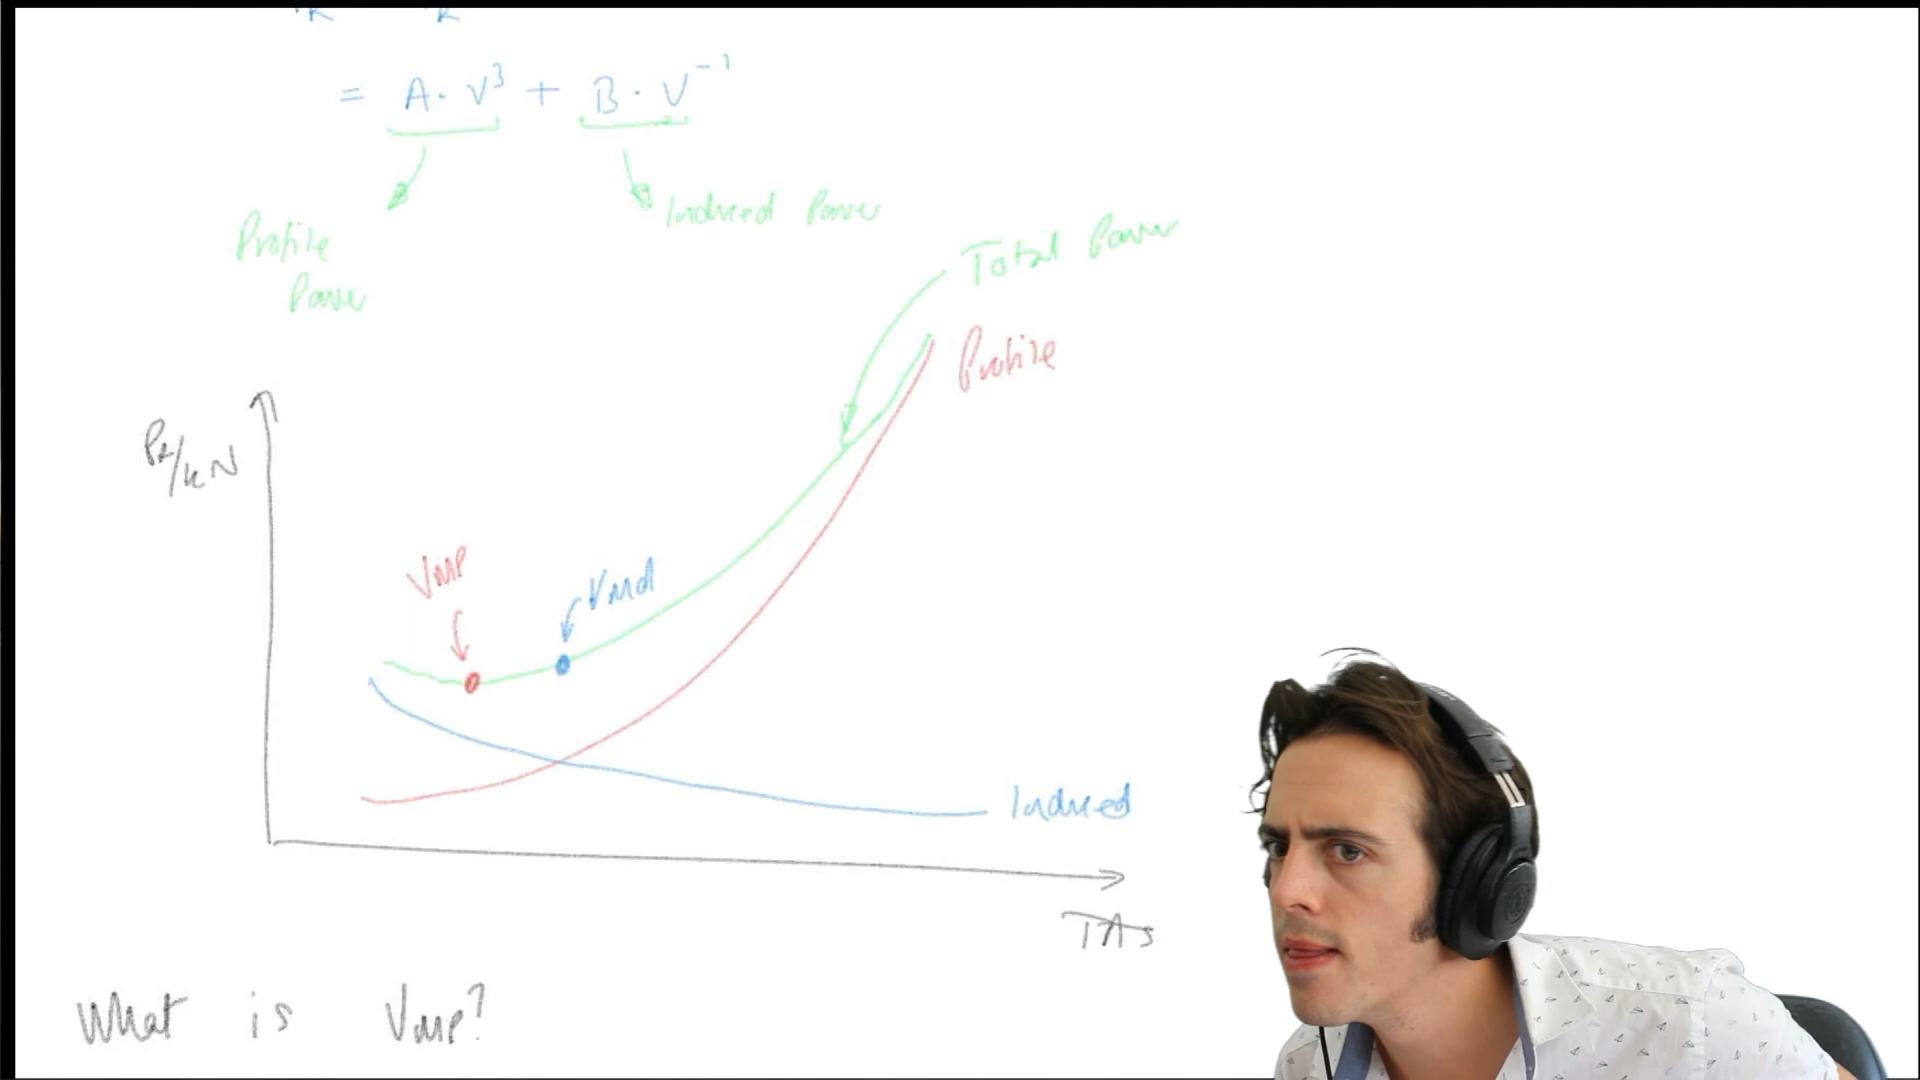 = A · V³ + B · V⁻¹
Profile
Power
Induced Power
Total Power
Profile
PR/kN
VMP
VMd
Induced
TAS
What is VMP?